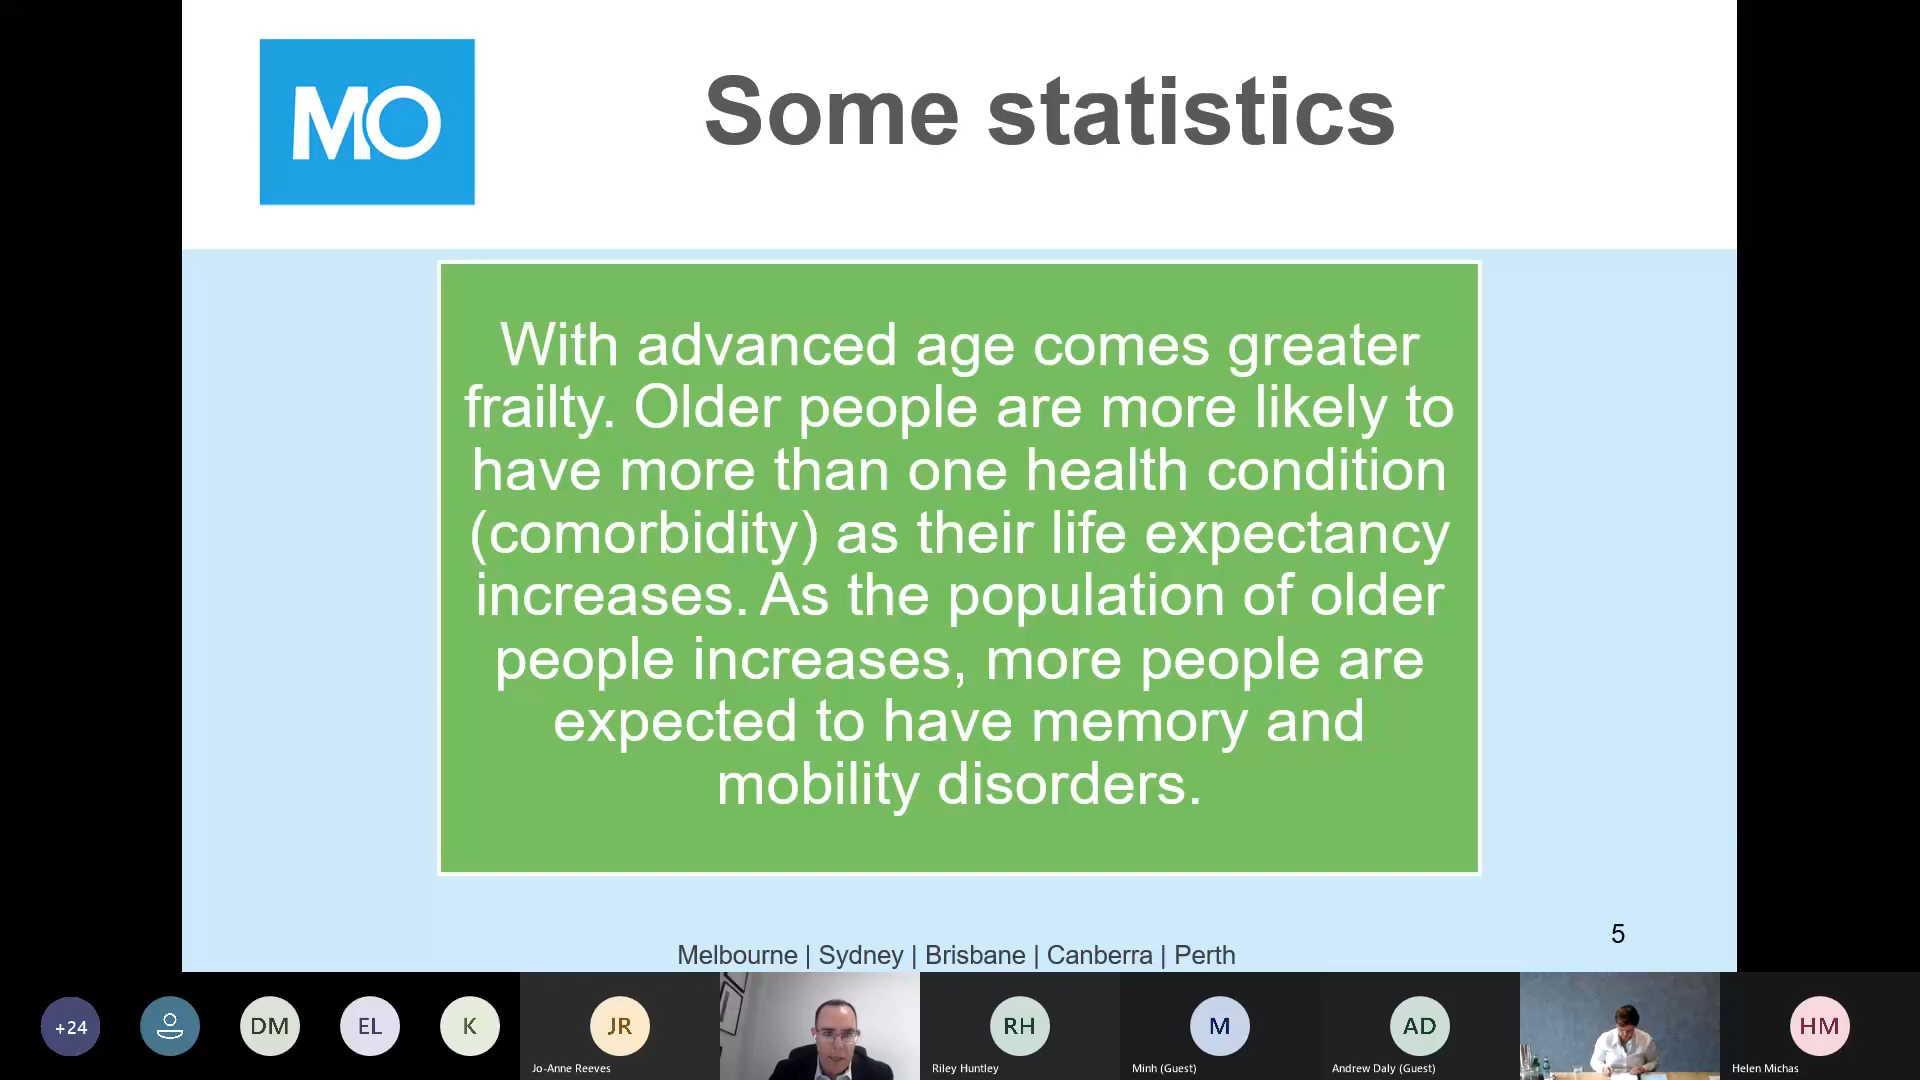 MO
Some statistics
With advanced age comes greater
frailty. Older people are more likely to
have more than one health condition
(comorbidity) as their life expectancy
increases. As the population of older
people increases, more people are
expected to have memory and
mobility disorders.
5
Melbourne | Sydney | Brisbane | Canberra | Perth
+24
DM
EL
K
JR
RH
M
AD
HM
Jo-Anne Reeves
Riley Huntley
Minh (Guest)
Andrew Daly (Guest)
Helen Michas